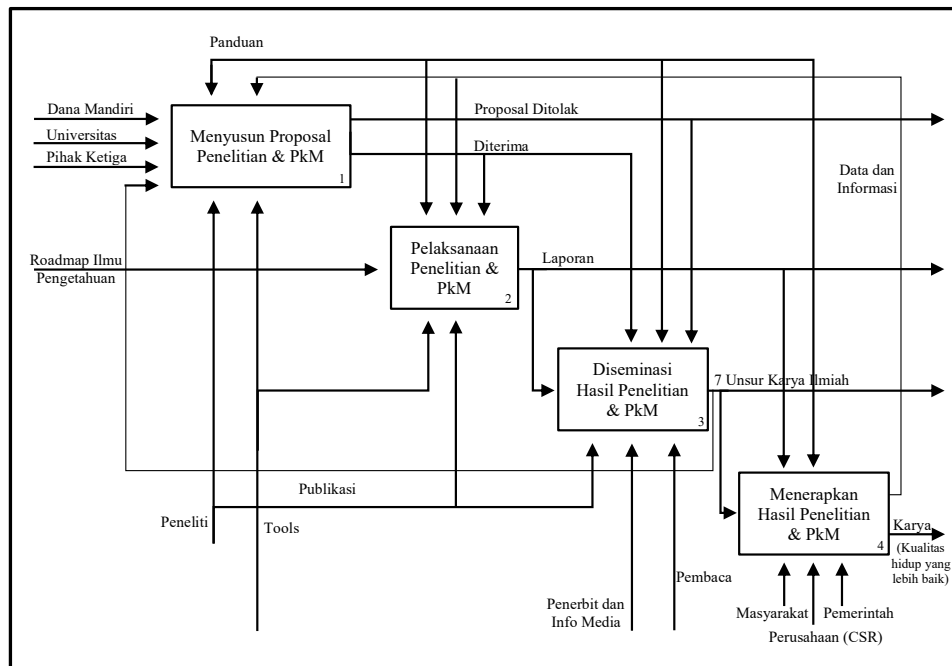 Panduan
Dana Mandiri
Universitas
Pihak Ketiga
Menyusun Proposal
Penelitian & PkM
1
Proposal Ditolak
Diterima
Data dan
Informasi
Roadmap Ilmu
Pengetahuan
Pelaksanaan
Penelitian &
PkM
2
Laporan
Diseminasi
Hasil Penelitian
& PkM
3
7 Unsur Karya Ilmiah
Publikasi
Peneliti
Tools
Menerapkan
Hasil Penelitian
& PkM
4
Karya
(Kualitas
hidup yang
lebih baik)
Pembaca
Penerbit dan
Info Media
Masyarakat
Pemerintah
Perusahaan (CSR)